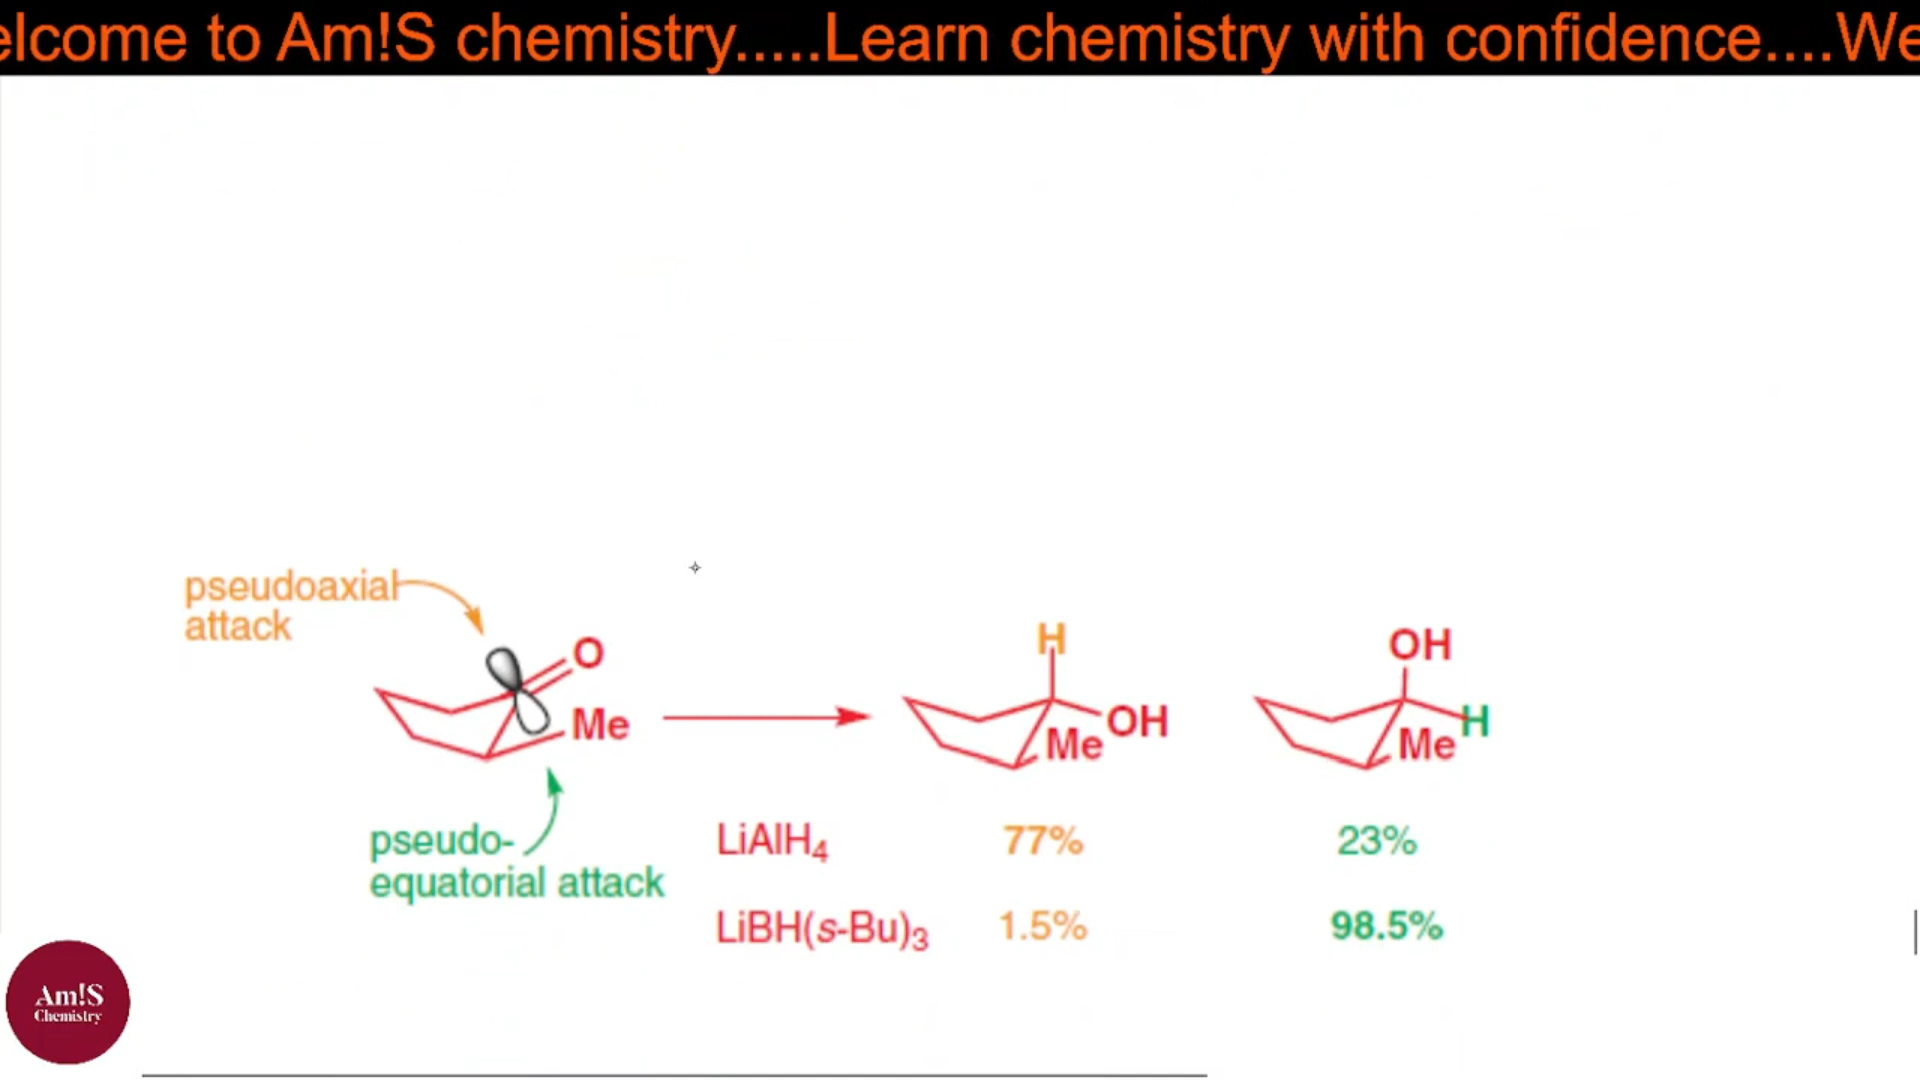 elcome to Am!S chemistry.....Learn chemistry with confidence....We
pseudoaxial
attack
O
Me
pseudo-
equatorial attack
H
OH
Me
OH
H
Me
LiAlH4 77% 23%
LiBH(s-Bu)3 1.5% 98.5%
Am!S
Chemistry